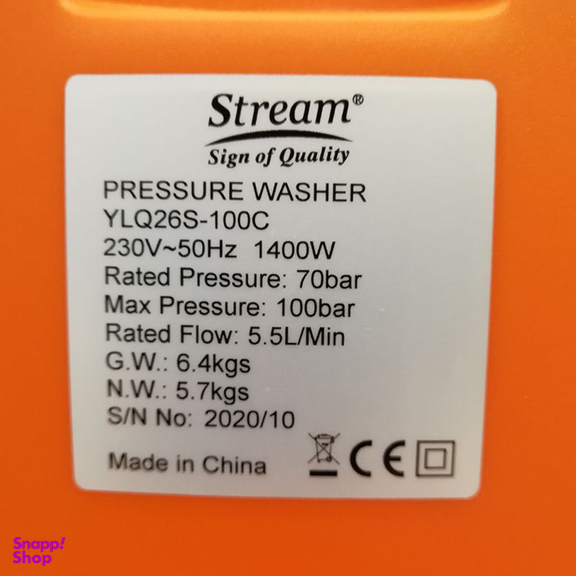 Stream®
Sign of Quality
PRESSURE WASHER
YLQ26S-100C
230V~50Hz 1400W
Rated Pressure: 70bar
Max Pressure: 100bar
Rated Flow: 5.5L/Min
G.W.: 6.4kgs
N.W.: 5.7kgs
S/N No: 2020/10
Made in China
CE
Snapp!
Shop